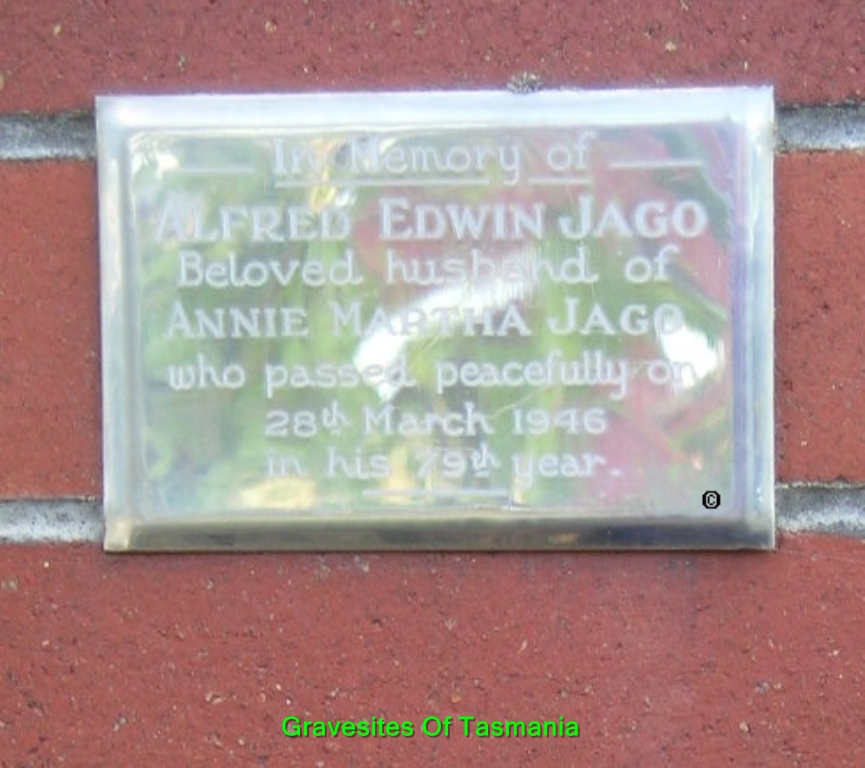 In Memory of
ALFRED EDWIN JAGO
Beloved husband of
ANNIE MARTHA JAGO
who passed peacefully on
28th March 1946
in his 79th year.
©
Gravesites Of Tasmania